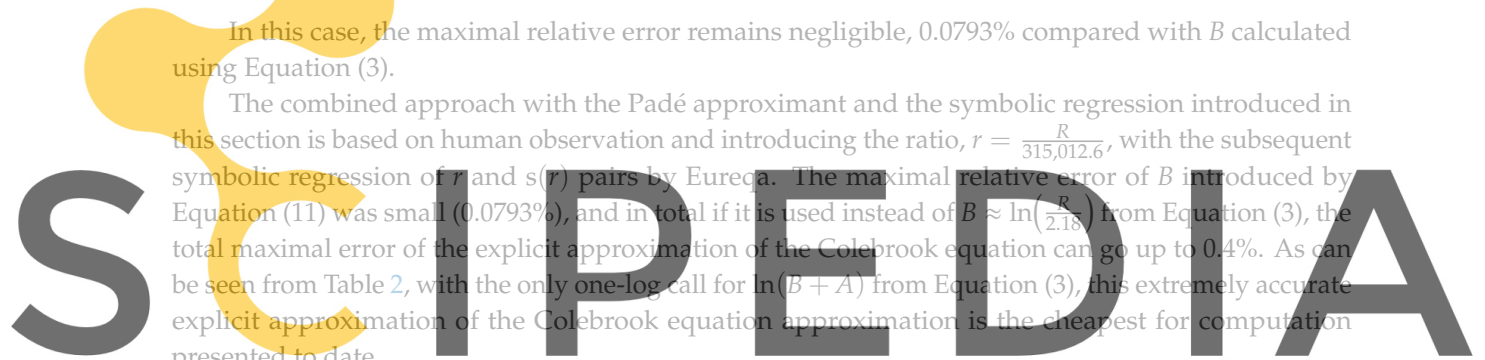 In this case, the maximal relative error remains negligible, 0.0793% compared with B calculated
using Equation (3).
The combined approach with the Padé approximant and the symbolic regression introduced in
this section is based on human observation and introducing the ratio, r = R/315,012.6, with the subsequent
symbolic regression of r and s(r) pairs by Eureqa. The maximal relative error of B introduced by
Equation (11) was small (0.0793%), and in total if it is used instead of B ≈ ln(R/2.18) from Equation (3), the
total maximal error of the explicit approximation of the Colebrook equation can go up to 0.4%. As can
be seen from Table 2, with the only one-log call for ln(B + A) from Equation (3), this extremely accurate
explicit approximation of the Colebrook equation approximation is the cheapest for computation
presented to date.
SCIPEDIA